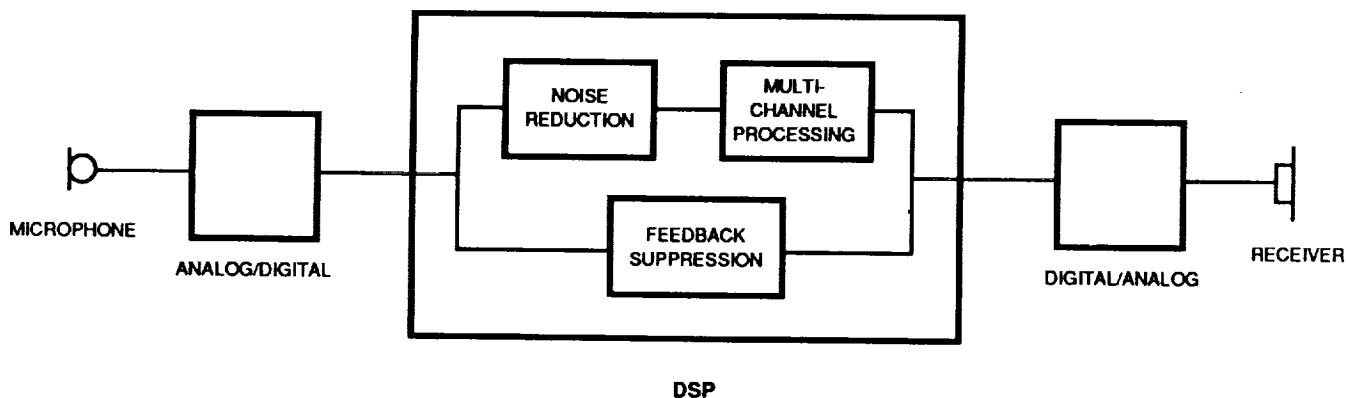 NOISE
REDUCTION
MULTI-
CHANNEL
PROCESSING
MICROPHONE
ANALOG/DIGITAL
FEEDBACK
SUPPRESSION
DIGITAL/ANALOG
RECEIVER
DSP